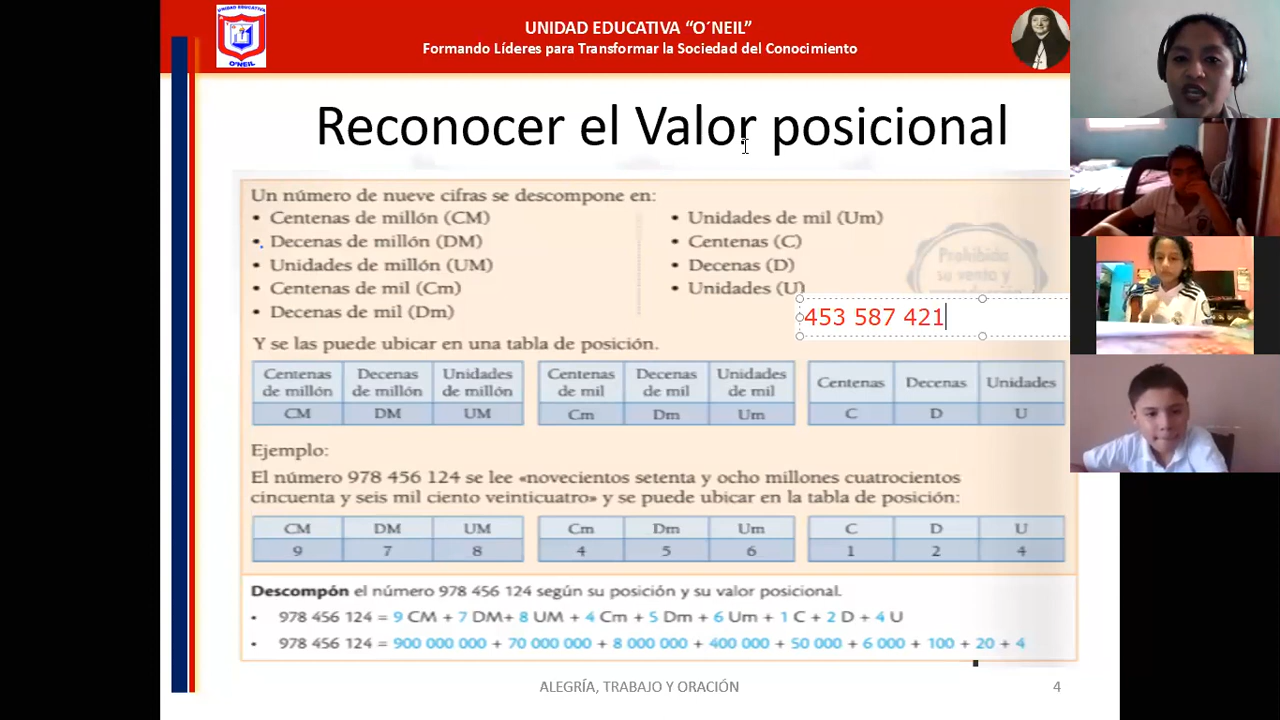 UNIDAD EDUCATIVA
O´NEIL
UNIDAD EDUCATIVA “O´NEIL”
Formando Líderes para Transformar la Sociedad del Conocimiento
Reconocer el Valor posicional
Un número de nueve cifras se descompone en:
• Centenas de millón (CM)
• Decenas de millón (DM)
• Unidades de millón (UM)
• Centenas de mil (Cm)
• Decenas de mil (Dm)
• Unidades de mil (Um)
• Centenas (C)
• Decenas (D)
• Unidades (U)
Prohibida
su venta y
453 587 421
Y se las puede ubicar en una tabla de posición.
Centenas de millón Decenas de millón Unidades de millón Centenas de mil Decenas de mil Unidades de mil Centenas Decenas Unidades
CM DM UM Cm Dm Um C D U
Ejemplo:
El número 978 456 124 se lee «novecientos setenta y ocho millones cuatrocientos
cincuenta y seis mil ciento veinticuatro» y se puede ubicar en la tabla de posición:
CM DM UM Cm Dm Um C D U
9 7 8 4 5 6 1 2 4
Descompón el número 978 456 124 según su posición y su valor posicional.
• 978 456 124 = 9 CM + 7 DM+ 8 UM + 4 Cm + 5 Dm + 6 Um + 1 C + 2 D + 4 U
• 978 456 124 = 900 000 000 + 70 000 000 + 8 000 000 + 400 000 + 50 000 + 6 000 + 100 + 20 + 4
ALEGRÍA, TRABAJO Y ORACIÓN
4